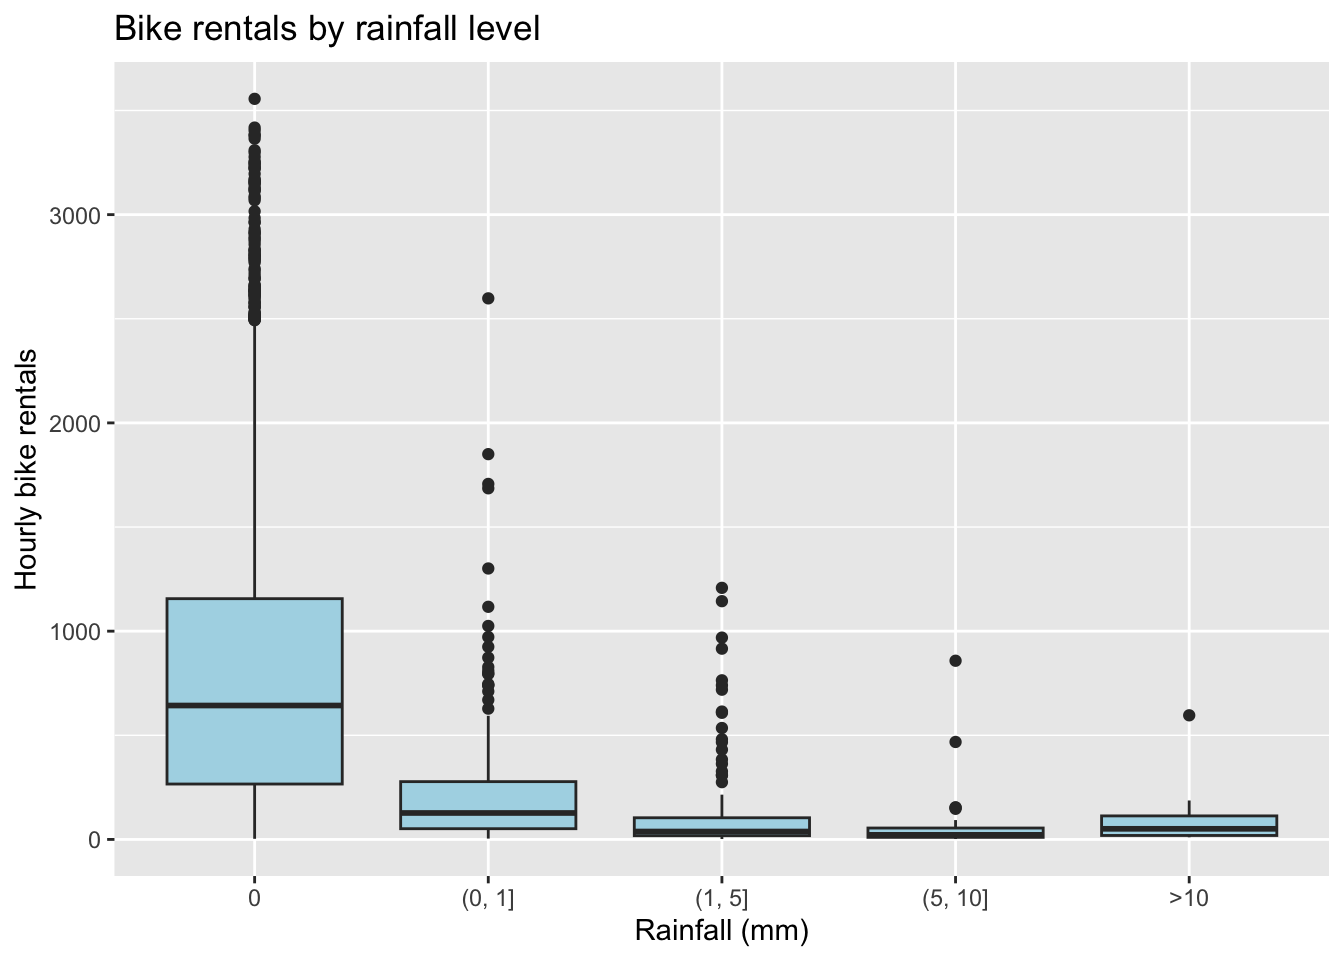 Bike rentals by rainfall level
Hourly bike rentals
3000
2000
1000
0
0 (0, 1] (1, 5] (5, 10] >10
Rainfall (mm)